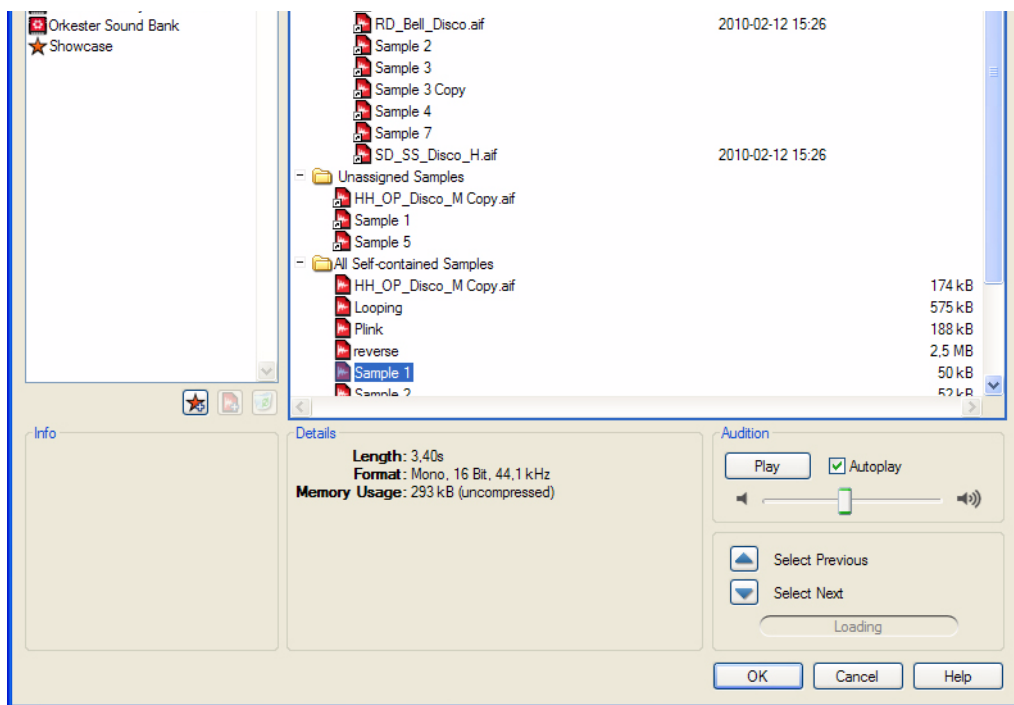 Orkester Sound Bank
Showcase
RD_Bell_Disco.aif 2010-02-12 15:26
Sample 2
Sample 3
Sample 3 Copy
Sample 4
Sample 7
SD_SS_Disco_H.aif 2010-02-12 15:26
Unassigned Samples
HH_OP_Disco_M Copy.aif
Sample 1
Sample 5
All Self-contained Samples
HH_OP_Disco_M Copy.aif 174 kB
Looping 575 kB
Plink 188 kB
reverse 2,5 MB
Sample 1 50 kB
Sample 2 52 kB
Info
Details
Length: 3,40s
Format: Mono, 16 Bit, 44,1 kHz
Memory Usage: 293 kB (uncompressed)
Audition
Play Autoplay
Select Previous
Select Next
Loading
OK Cancel Help